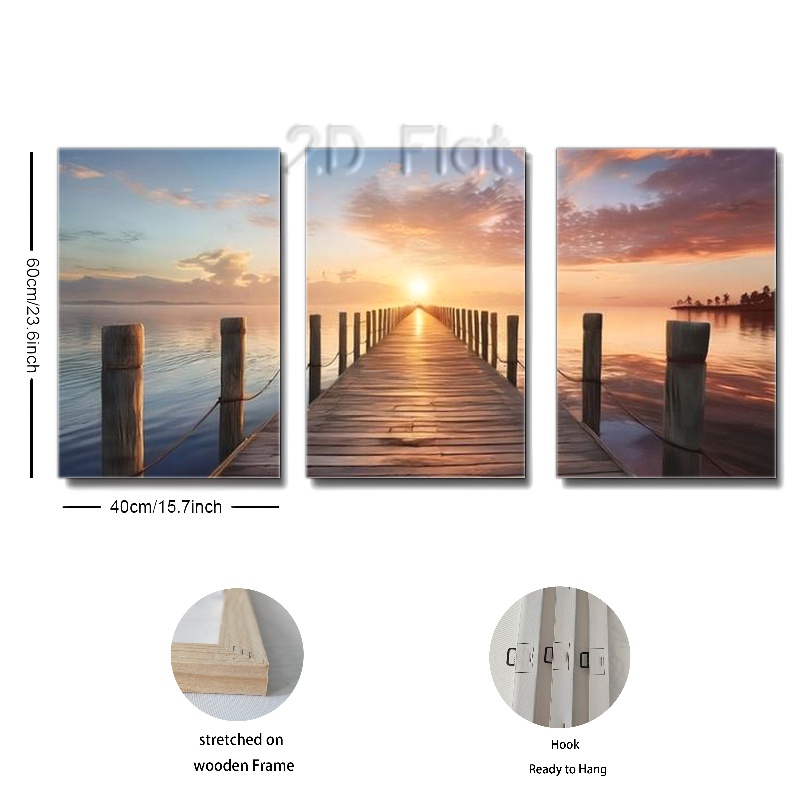 2D Flat
60cm/23.6inch
40cm/15.7inch
stretched on
wooden Frame
Hook
Ready to Hang